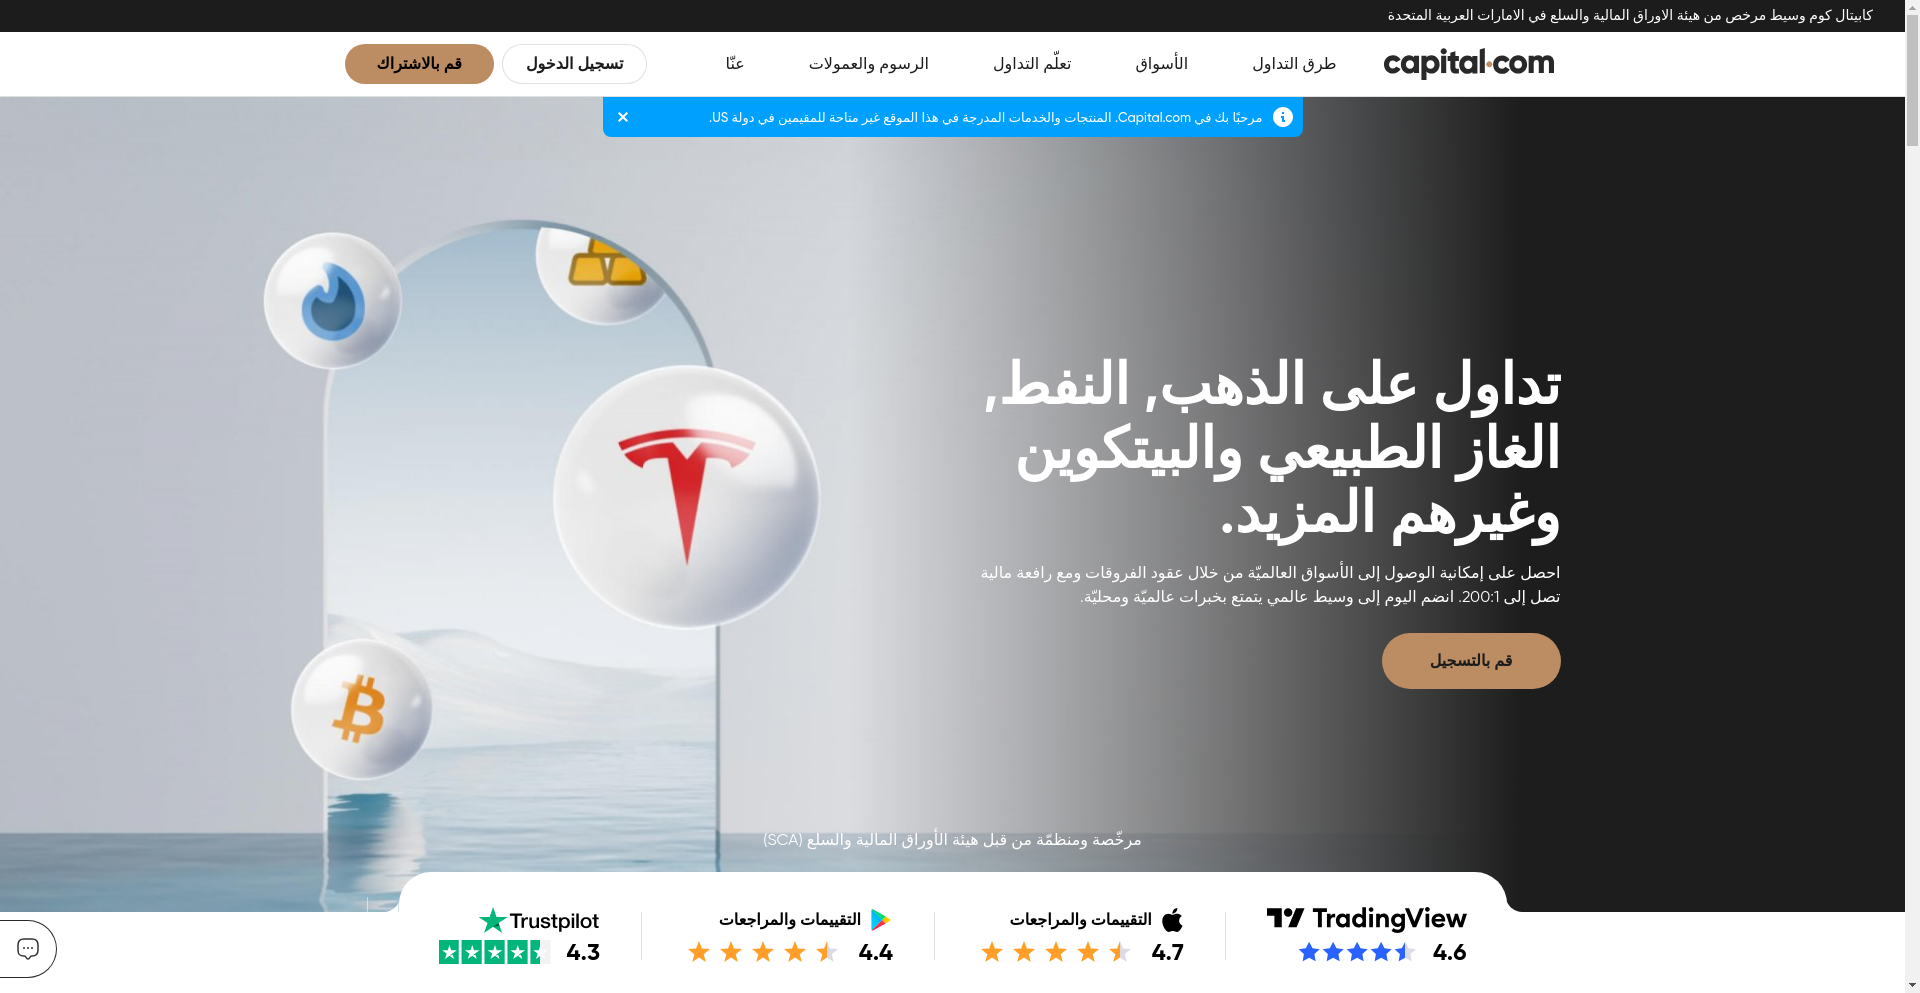 كابيتال كوم وسيط مرخص من هيئة الاوراق المالية والسلع في الامارات العربية المتحدة
capital.com
طرق التداول
الأسواق
تعلّم التداول
الرسوم والعمولات
عنّا
تسجيل الدخول
قم بالاشتراك
مرحبًا بك في Capital.com. المنتجات والخدمات المدرجة في هذا الموقع غير متاحة للمقيمين في دولة US.
تداول على الذهب, النفط,
الغاز الطبيعي والبيتكوين
وغيرهم المزيد.
احصل على إمكانية الوصول إلى الأسواق العالميّة من خلال عقود الفروقات ومع رافعة مالية
تصل إلى 200:1. انضم اليوم إلى وسيط عالمي يتمتع بخبرات عالميّة ومحليّة.
قم بالتسجيل
مرخّصة ومنظمّة من قبل هيئة الأوراق المالية والسلع (SCA)
TradingView
4.6
التقييمات والمراجعات
4.7
التقييمات والمراجعات
4.4
Trustpilot
4.3